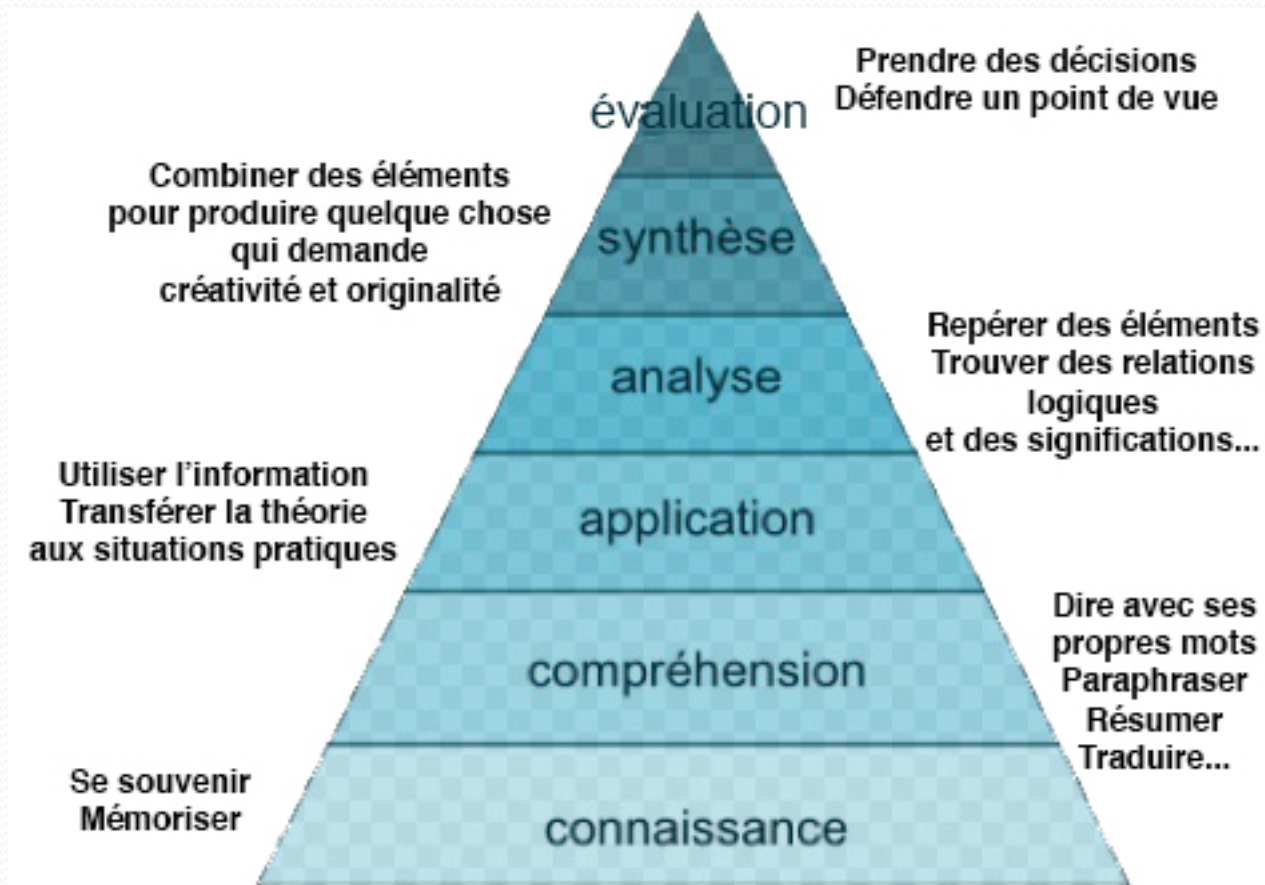 Prendre des décisions
Défendre un point de vue
évaluation
Combiner des éléments
pour produire quelque chose
qui demande
créativité et originalité
synthèse
Repérer des éléments
Trouver des relations
logiques
et des significations...
analyse
Utiliser l'information
Transférer la théorie
aux situations pratiques
application
Dire avec ses
propres mots
Paraphraser
Résumer
Traduire...
compréhension
Se souvenir
Mémoriser
connaissance